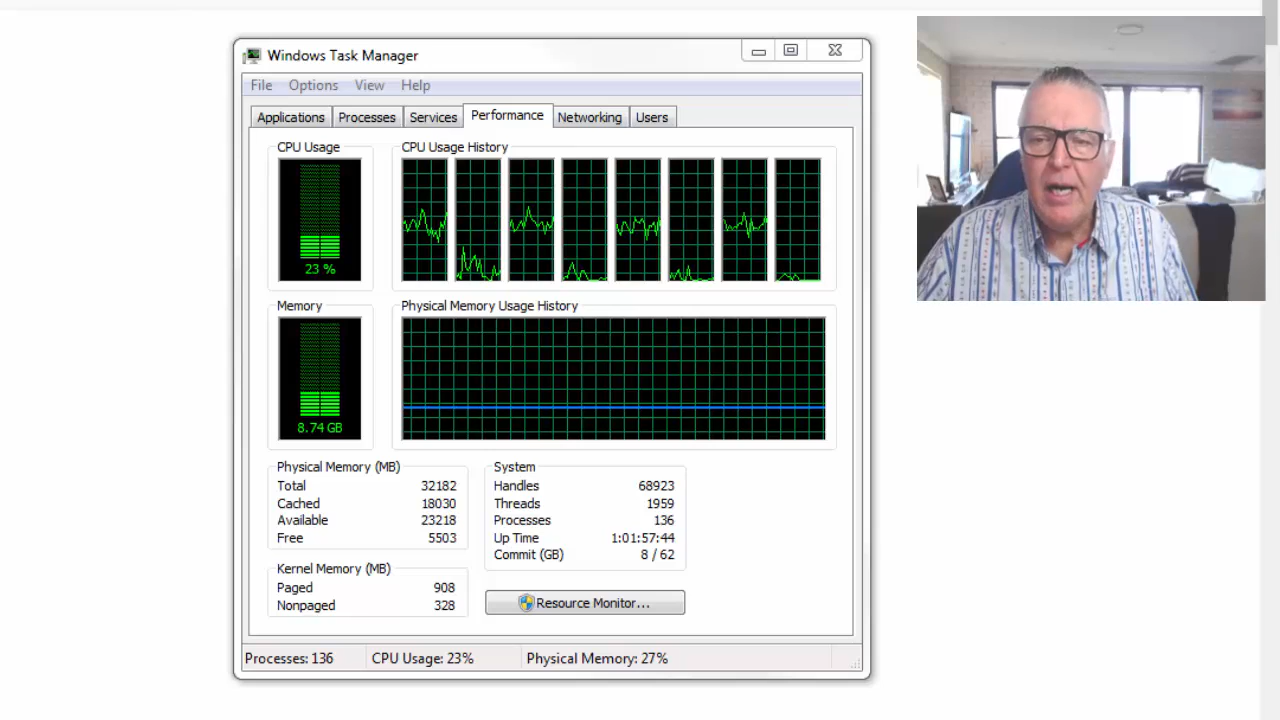 Windows Task Manager
File Options View Help
Applications Processes Services Performance Networking Users
CPU Usage
CPU Usage History
23 %
Memory
Physical Memory Usage History
8.74 GB
Physical Memory (MB)
Total 32182
Cached 18030
Available 23218
Free 5503
System
Handles 68923
Threads 1959
Processes 136
Up Time 1:01:57:44
Commit (GB) 8 / 62
Kernel Memory (MB)
Paged 908
Nonpaged 328
Resource Monitor...
Processes: 136 CPU Usage: 23% Physical Memory: 27%